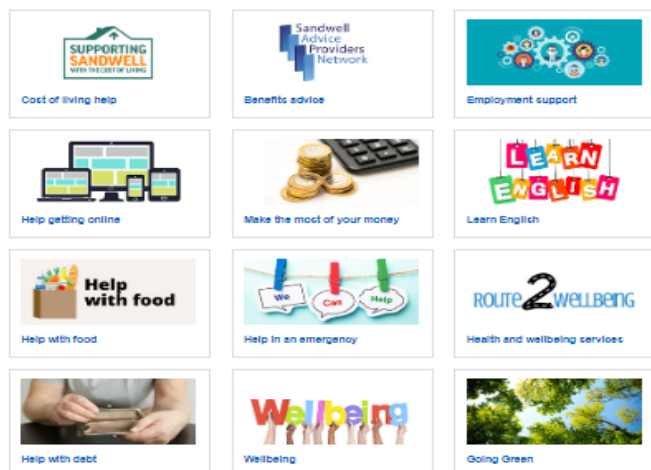 SUPPORTING
SANDWELL
WITH THE COST OF LIVING
Cost of living help
Sandwell
Advice
Providers
Network
Benefits advice
Employment support
Help getting online
Make the most of your money
LEARN
ENGLISH
Learn English
Help
with food
Help with food
We Can Help
Help in an emergency
ROUTE 2 WELLBEING
Health and wellbeing services
Help with debt
Wellbeing
Wellbeing
Going Green